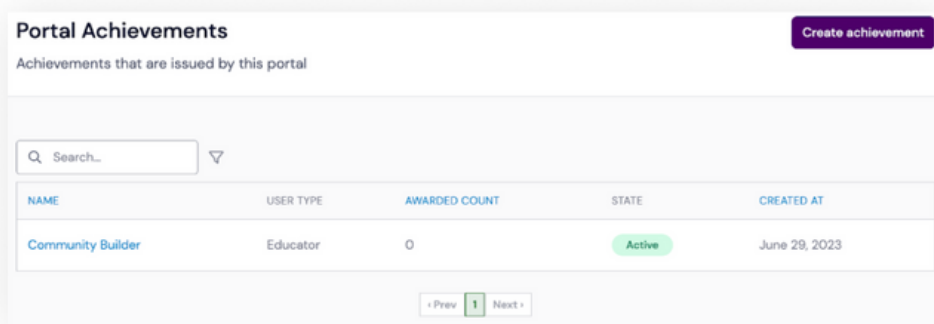 Portal Achievements
Create achievement
Achievements that are issued by this portal
Search...
NAME USER TYPE AWARDED COUNT STATE CREATED AT
Community Builder Educator 0 Active June 29, 2023
‹ Prev 1 Next ›